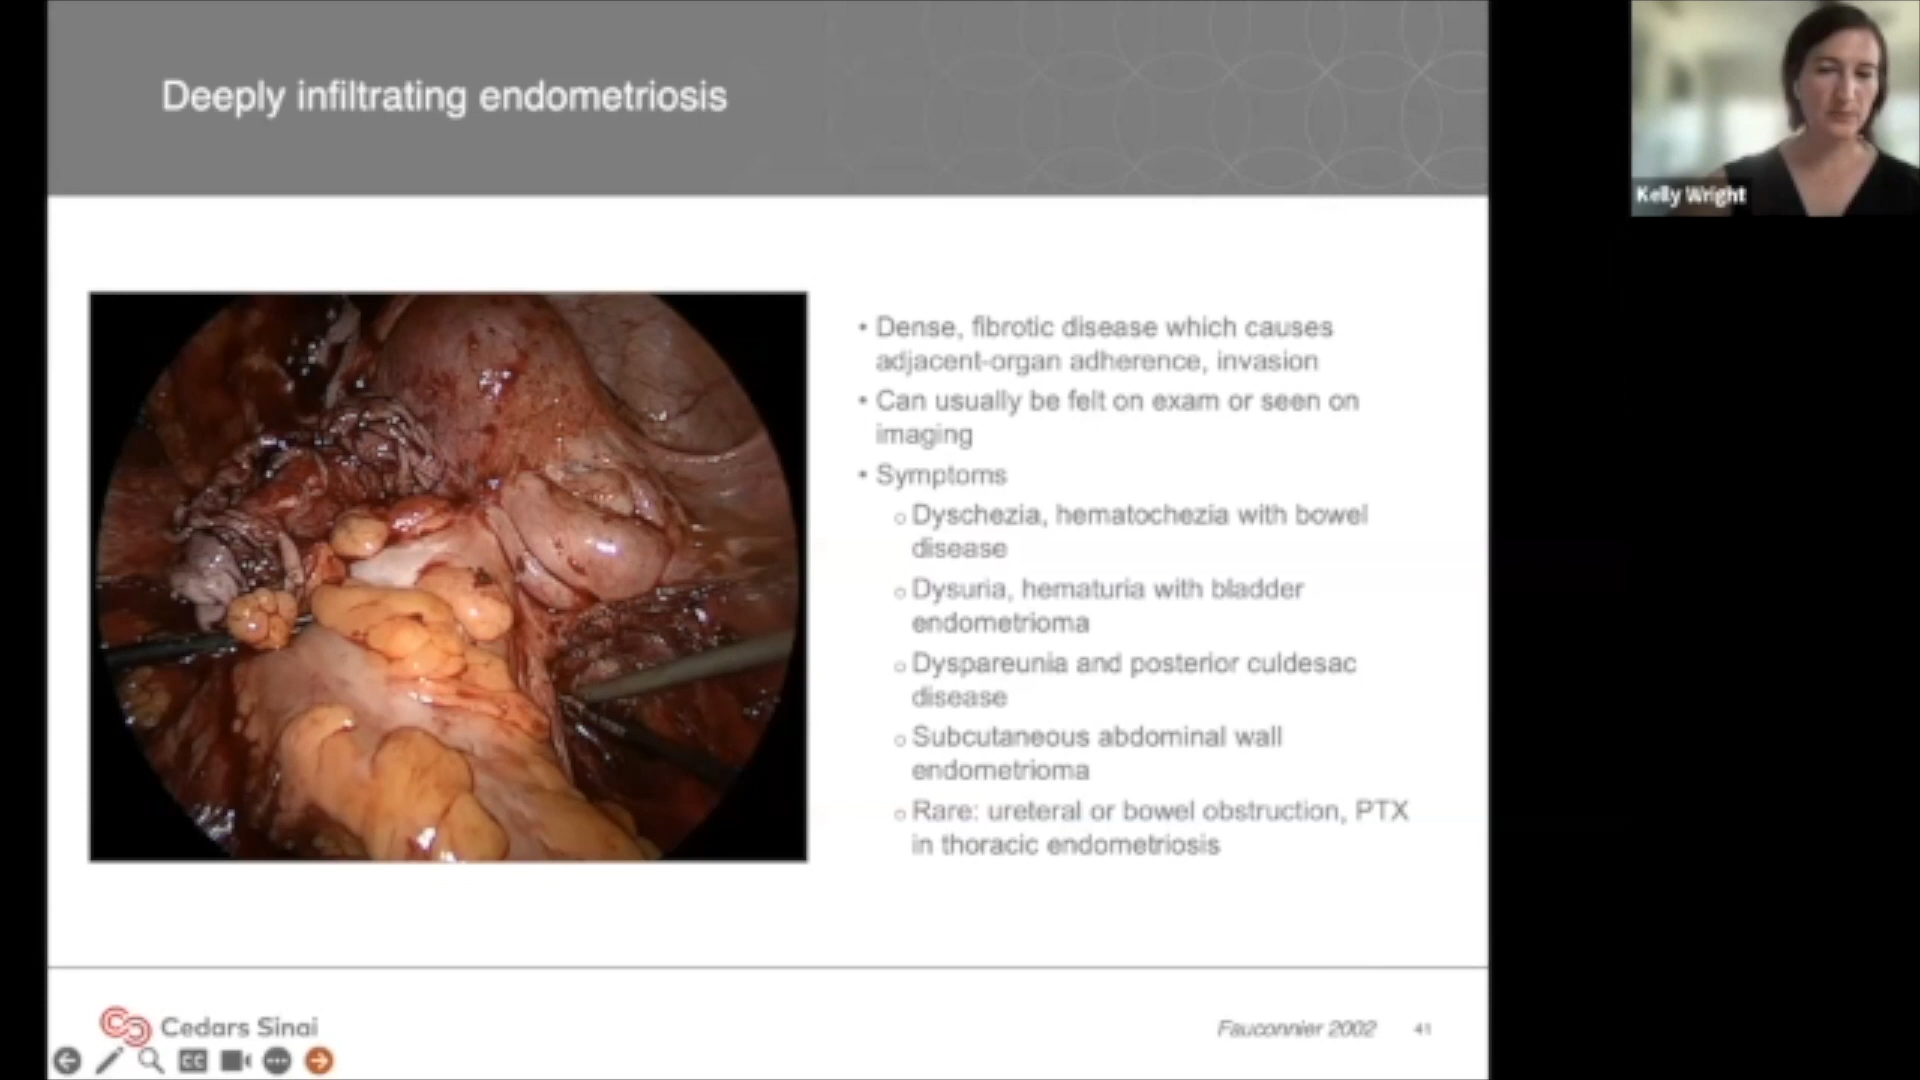 Deeply infiltrating endometriosis
Kelly Wright
• Dense, fibrotic disease which causes
adjacent-organ adherence, invasion
• Can usually be felt on exam or seen on
imaging
• Symptoms
o Dyschezia, hematochezia with bowel
disease
o Dysuria, hematuria with bladder
endometrioma
o Dyspareunia and posterior culdesac
disease
o Subcutaneous abdominal wall
endometrioma
o Rare: ureteral or bowel obstruction, PTX
in thoracic endometriosis
Cedars Sinai
Fauconnier 2002
41
CC